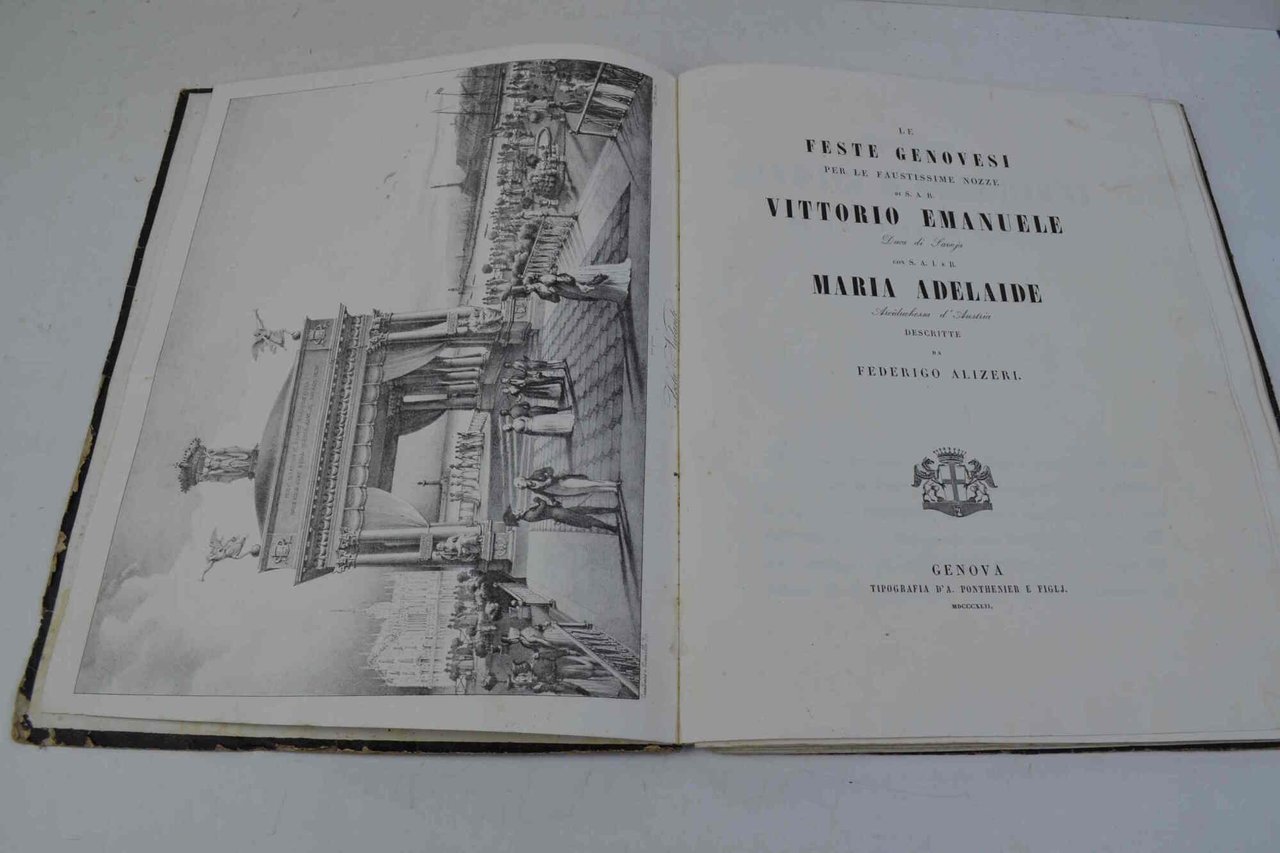 LE
FESTE GENOVESI
PER LE FAUSTISSIME NOZZE
DI S. A. R.
VITTORIO EMANUELE
Duca di Savoja
CON S. A. I. E R.
MARIA ADELAIDE
Arciduchessa d'Austria
DESCRITTE
DA
FEDERIGO ALIZERI.
GENOVA
TIPOGRAFIA D'A. PONTHENIER E FIGLJ.
MDCCCXLII.